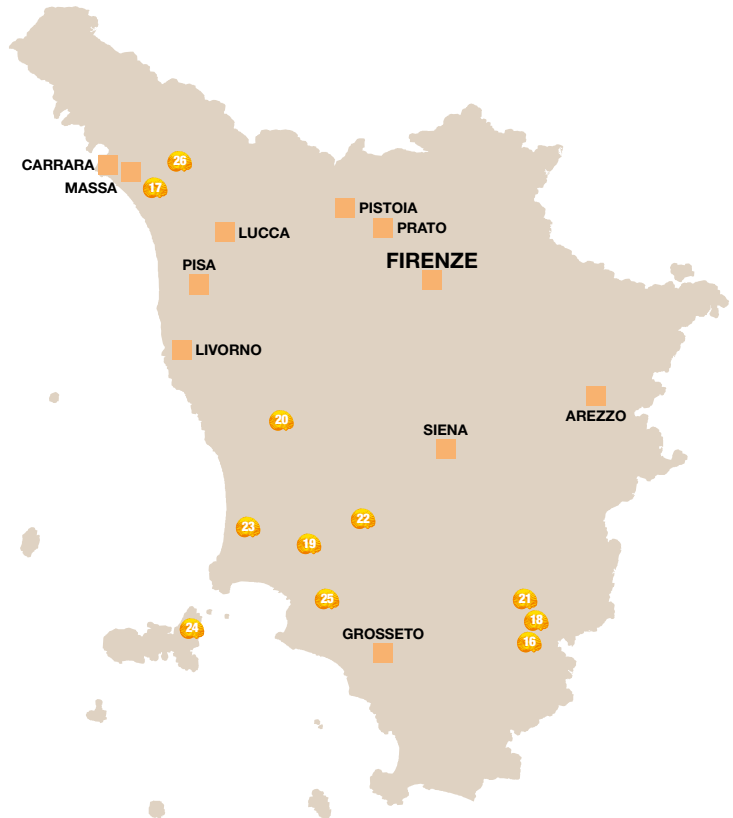 CARRARA
26
MASSA
17
PISTOIA
LUCCA
PRATO
FIRENZE
PISA
LIVORNO
AREZZO
20
SIENA
22
23
19
25
21
18
24
GROSSETO
16